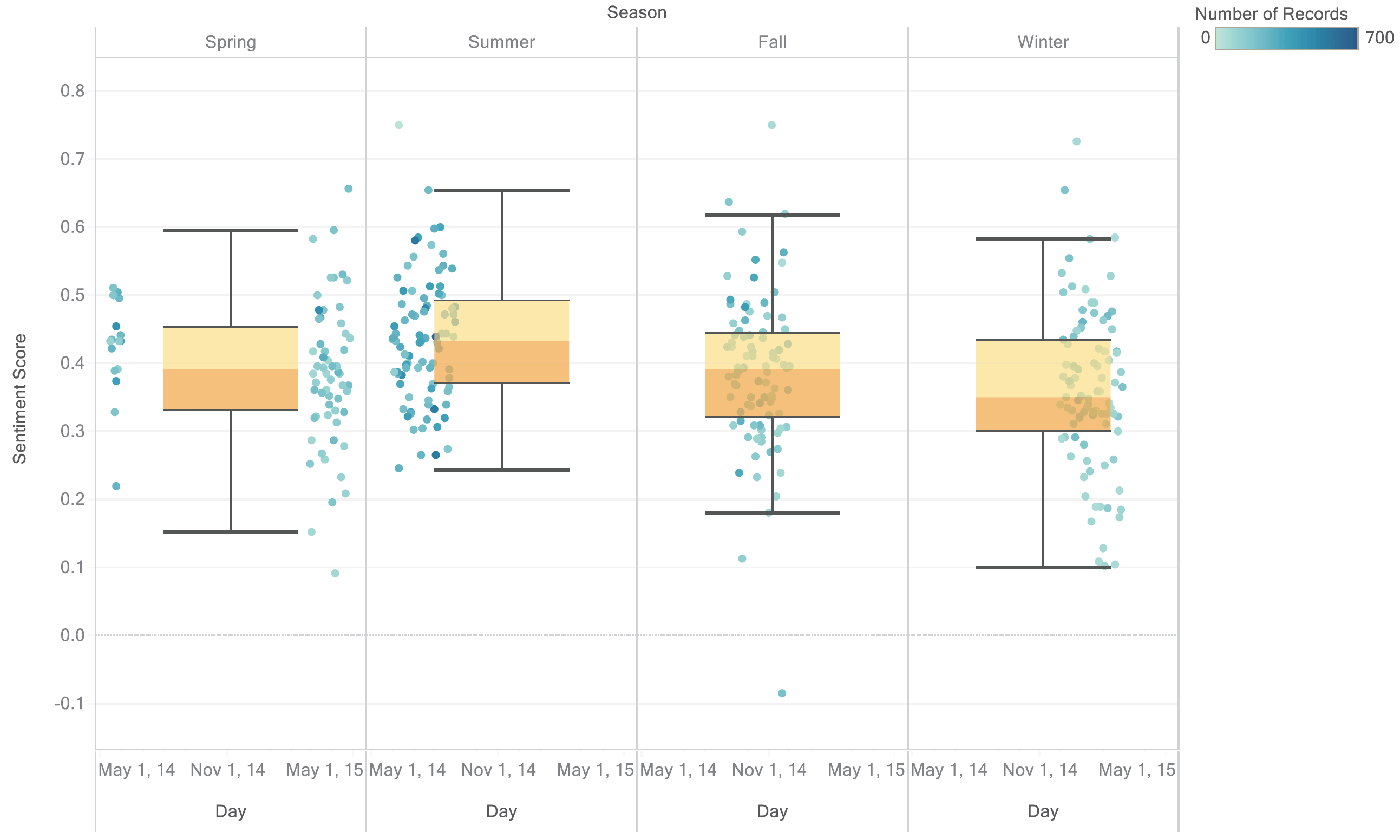 Season
Number of Records
0 700
Spring Summer Fall Winter
0.8
0.7
0.6
0.5
0.4
0.3
0.2
0.1
0.0
-0.1
Sentiment Score
May 1, 14 Nov 1, 14 May 1, 15 May 1, 14 Nov 1, 14 May 1, 15 May 1, 14 Nov 1, 14 May 1, 15 May 1, 14 Nov 1, 14 May 1, 15
Day Day Day Day